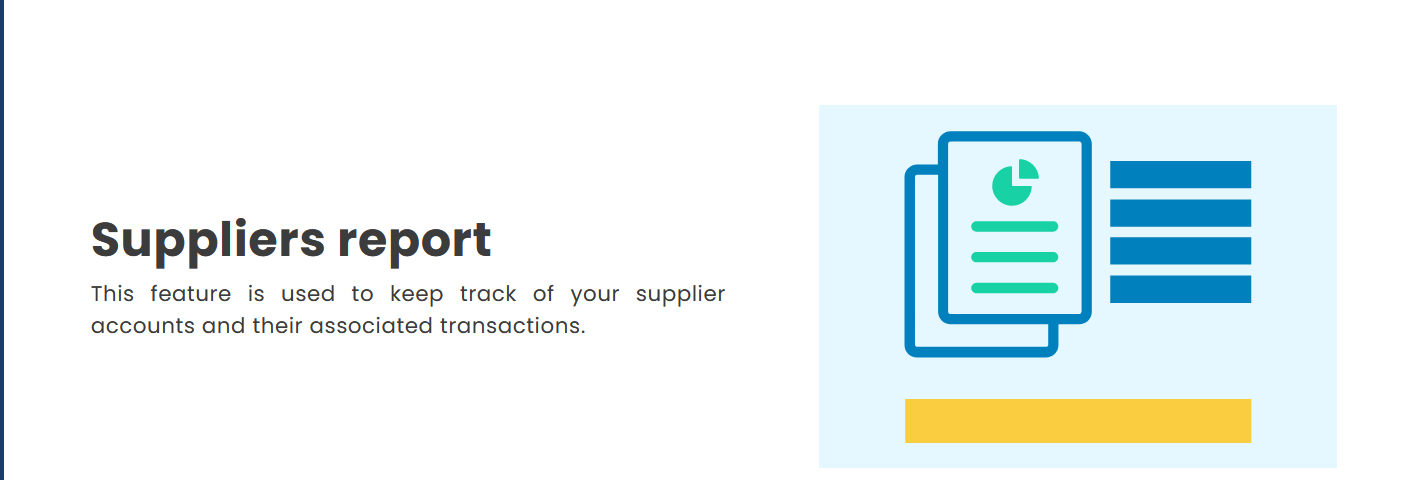 Suppliers report
This feature is used to keep track of your supplier
accounts and their associated transactions.